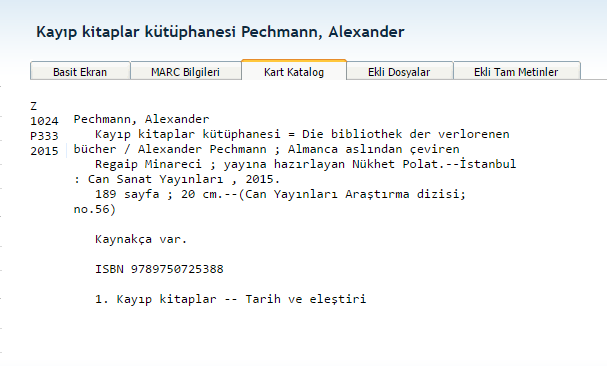 Kayıp kitaplar kütüphanesi Pechmann, Alexander
Basit Ekran MARC Bilgileri Kart Katalog Ekli Dosyalar Ekli Tam Metinler
Z
1024 Pechmann, Alexander
P333 Kayıp kitaplar kütüphanesi = Die bibliothek der verlorenen
2015 bücher / Alexander Pechmann ; Almanca aslından çeviren
Regaip Minareci ; yayına hazırlayan Nükhet Polat.--İstanbul
: Can Sanat Yayınları , 2015.
189 sayfa ; 20 cm.--(Can Yayınları Araştırma dizisi;
no.56)
Kaynakça var.
ISBN 9789750725388
1. Kayıp kitaplar -- Tarih ve eleştiri